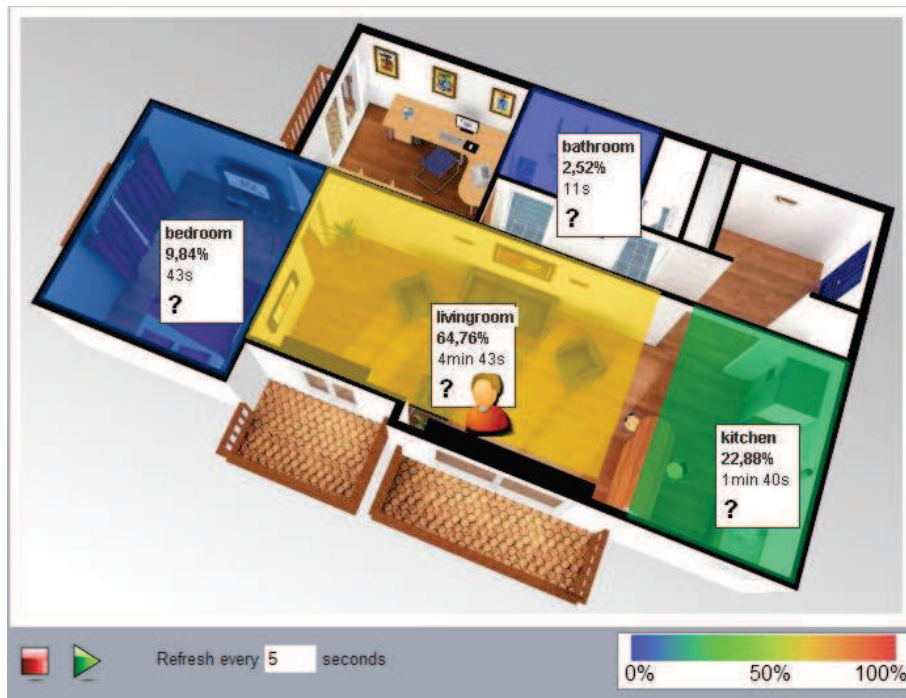 bathroom
2,52%
11s
?
bedroom
9,84%
43s
?
livingroom
64,76%
4min 43s
?
kitchen
22,88%
1min 40s
?
Refresh every 5 seconds
0% 50% 100%